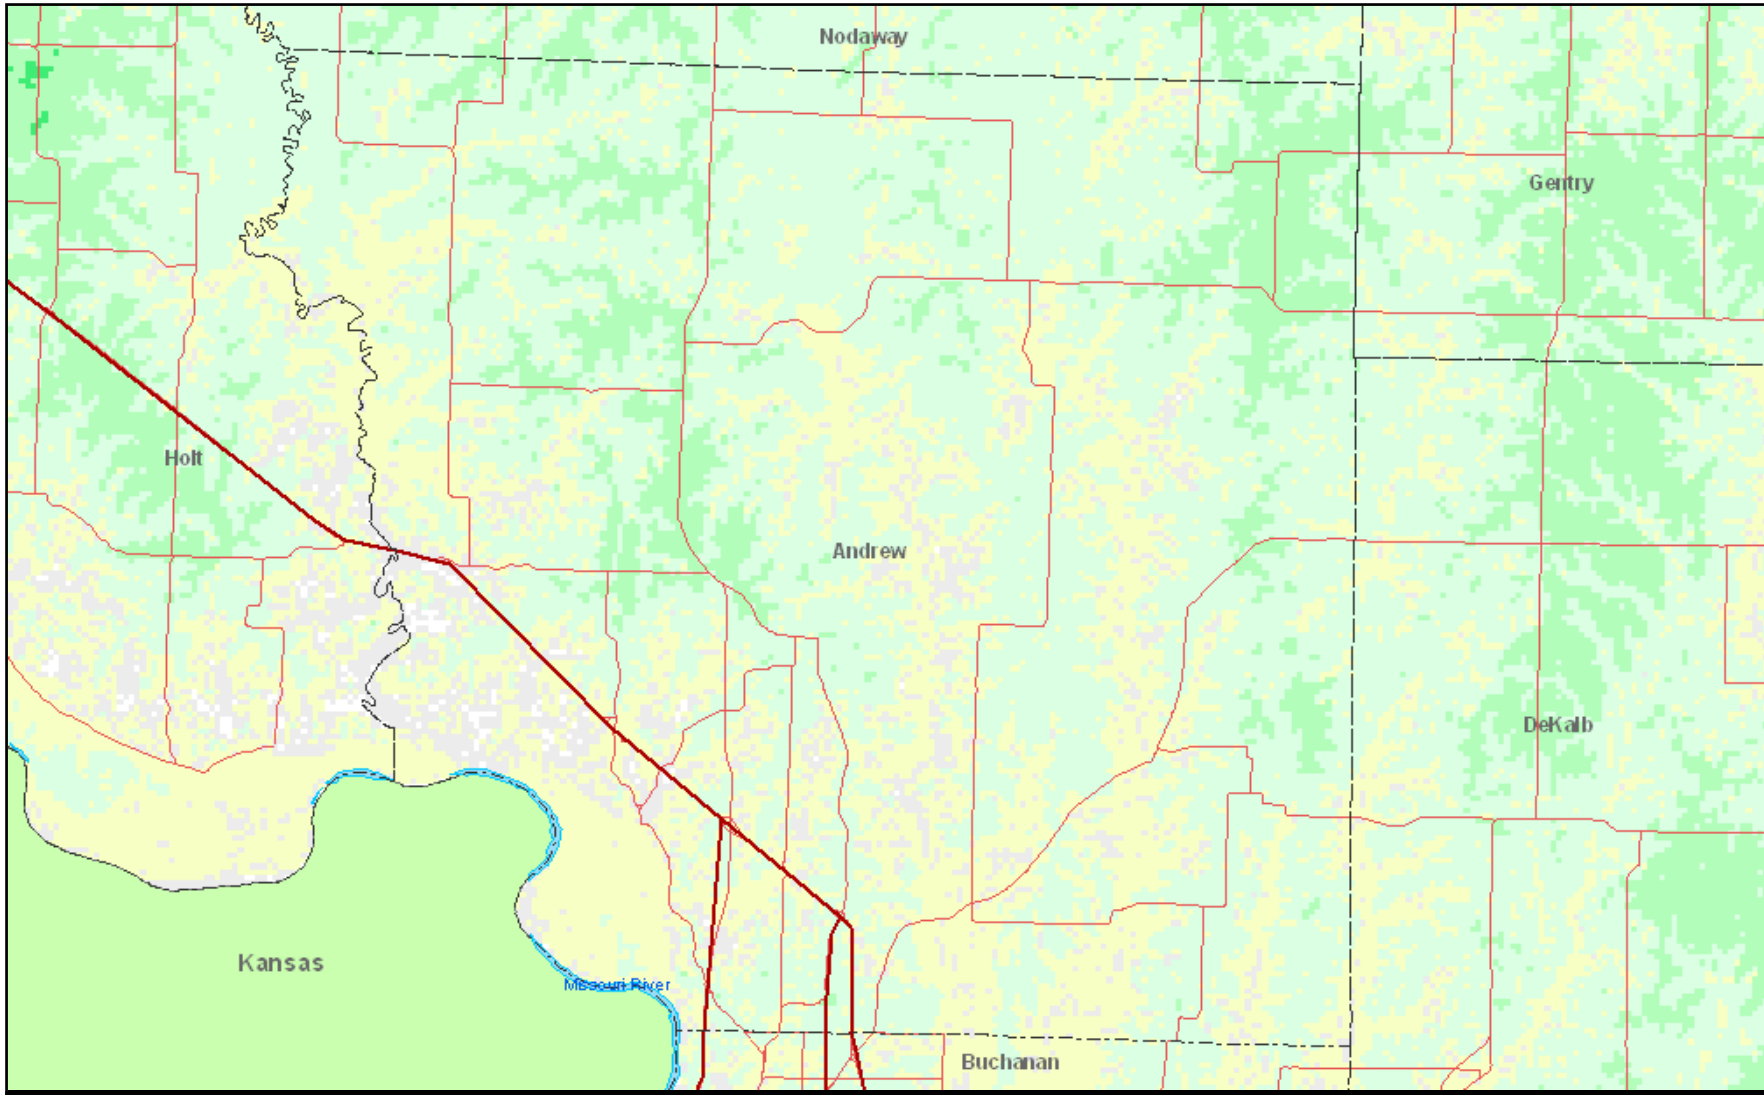 Nodaway
Gentry
Holt
Andrew
DeKalb
Kansas
Missouri River
Buchanan